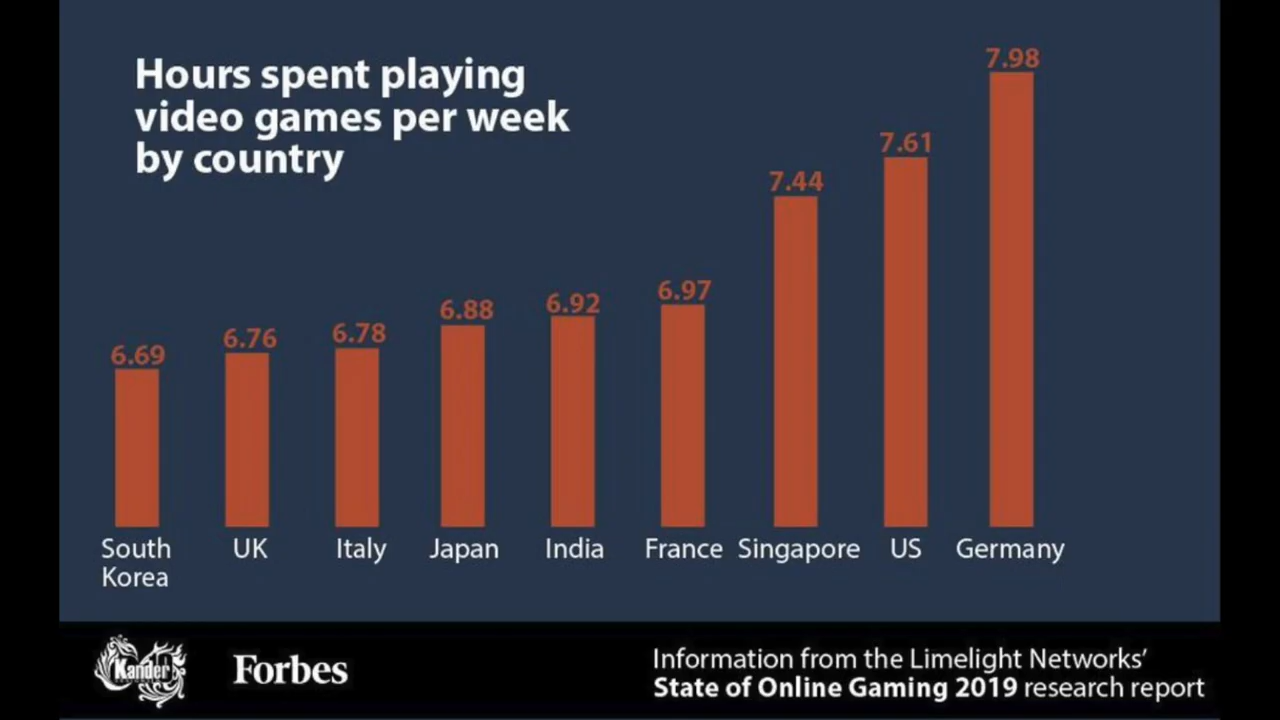 Hours spent playing
video games per week
by country
6.69
6.76
6.78
6.88
6.92
6.97
7.44
7.61
7.98
South
Korea
UK
Italy
Japan
India
France
Singapore
US
Germany
Kander
Forbes
Information from the Limelight Networks’
State of Online Gaming 2019 research report